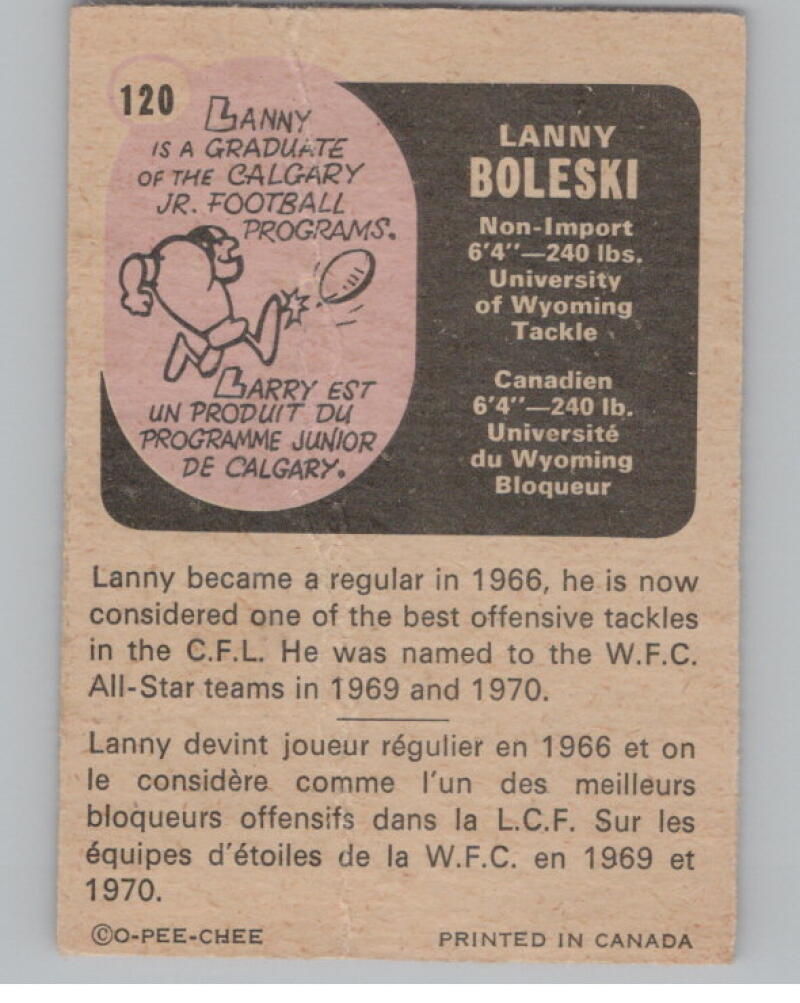 120
LANNY
IS A GRADUATE
OF THE CALGARY
JR. FOOTBALL
PROGRAMS.
LARRY EST
UN PRODUIT DU
PROGRAMME JUNIOR
DE CALGARY.
LANNY
BOLESKI
Non-Import
6'4"—240 lbs.
University
of Wyoming
Tackle
Canadien
6'4"—240 lb.
Université
du Wyoming
Bloqueur
Lanny became a regular in 1966, he is now
considered one of the best offensive tackles
in the C.F.L. He was named to the W.F.C.
All-Star teams in 1969 and 1970.
Lanny devint joueur régulier en 1966 et on
le considère comme l'un des meilleurs
bloqueurs offensifs dans la L.C.F. Sur les
équipes d'étoiles de la W.F.C. en 1969 et
1970.
©O-PEE-CHEE
PRINTED IN CANADA